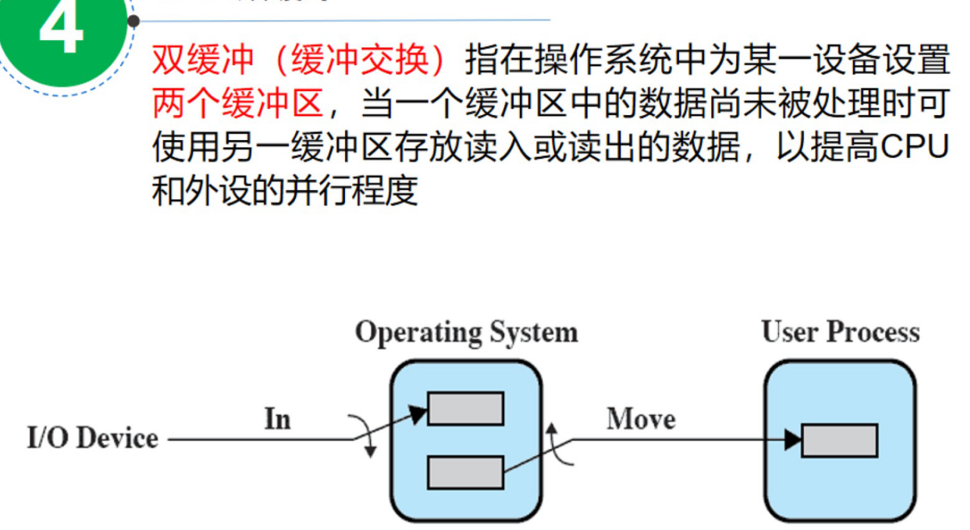 4
双缓冲（缓冲交换）指在操作系统中为某一设备设置
两个缓冲区，当一个缓冲区中的数据尚未被处理时可
使用另一缓冲区存放读入或读出的数据，以提高CPU
和外设的并行程度
Operating System
User Process
I/O Device
In
Move